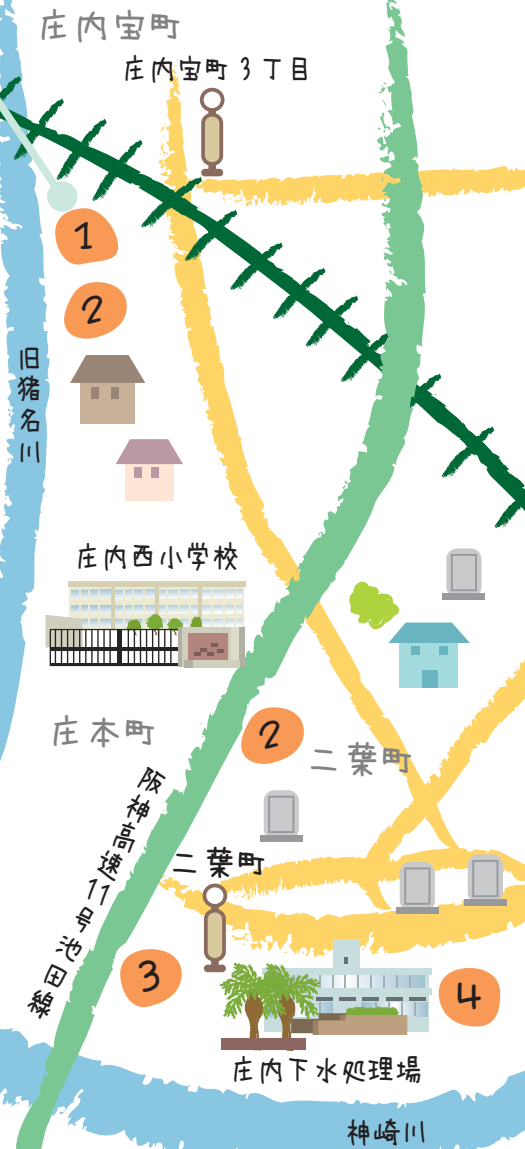 庄内宝町
庄内宝町3丁目
1
2
旧猪名川
庄内西小学校
庄本町
2
二葉町
阪神高速11号池田線
二葉町
3
4
庄内下水処理場
神崎川